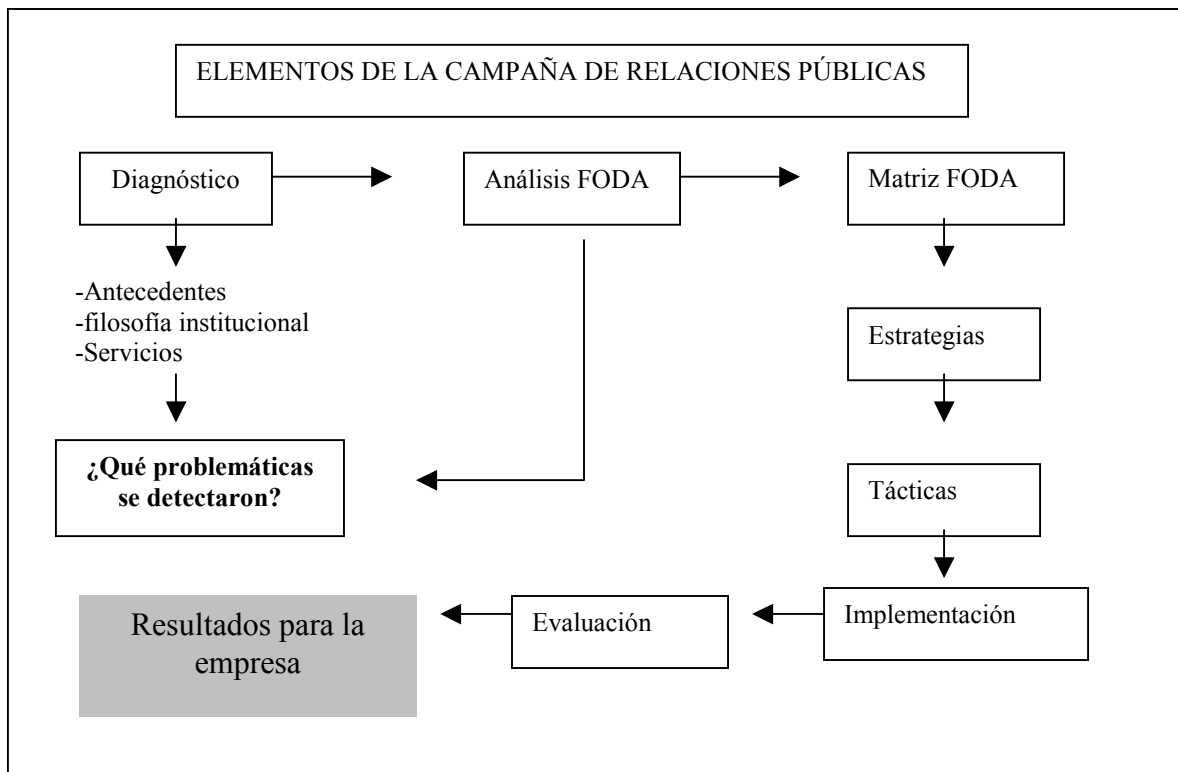 ELEMENTOS DE LA CAMPAÑA DE RELACIONES PÚBLICAS
Diagnóstico
Análisis FODA
Matriz FODA
-Antecedentes
-filosofía institucional
-Servicios
Estrategias
¿Qué problemáticas
se detectaron?
Tácticas
Resultados para la
empresa
Evaluación
Implementación